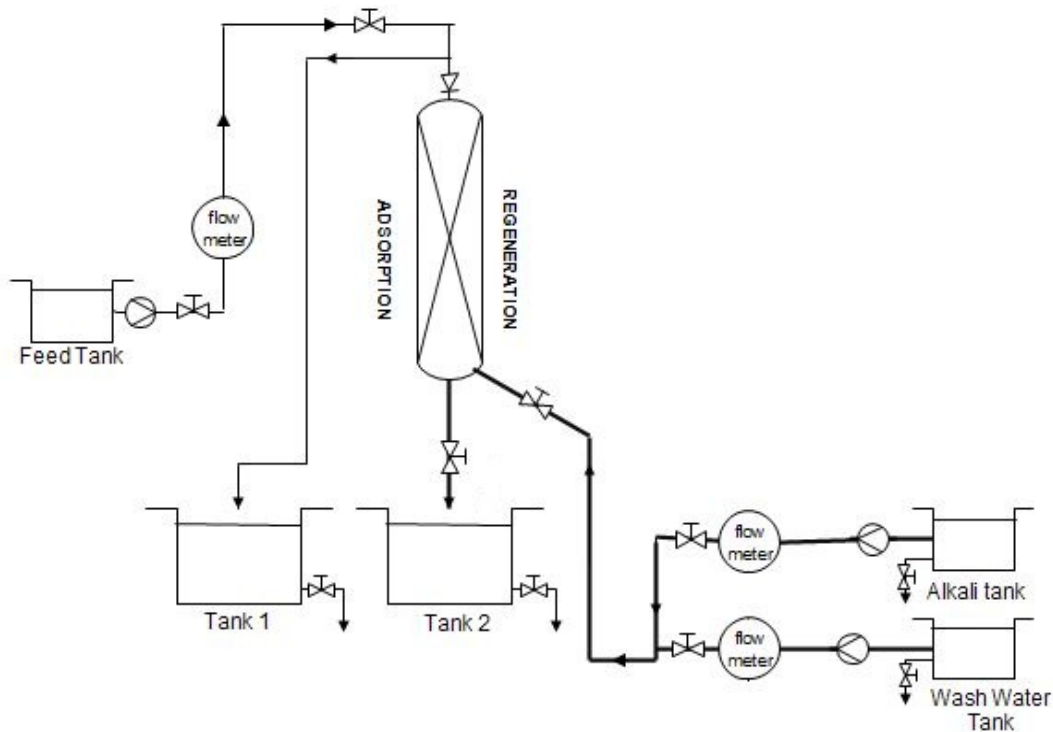 flow
meter
ADSORPTION
REGENERATION
Feed Tank
Tank 1
Tank 2
flow
meter
Alkali tank
flow
meter
Wash Water
Tank